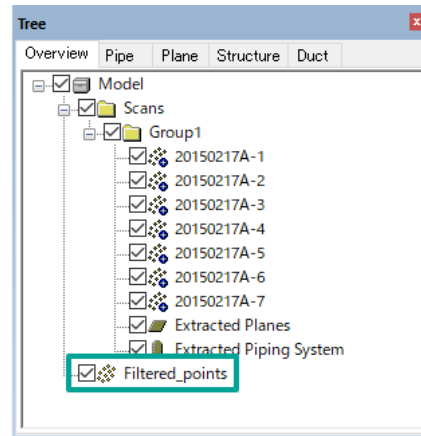 Tree
Overview Pipe Plane Structure Duct
Model
Scans
Group1
20150217A-1
20150217A-2
20150217A-3
20150217A-4
20150217A-5
20150217A-6
20150217A-7
Extracted Planes
Extracted Piping System
Filtered_points